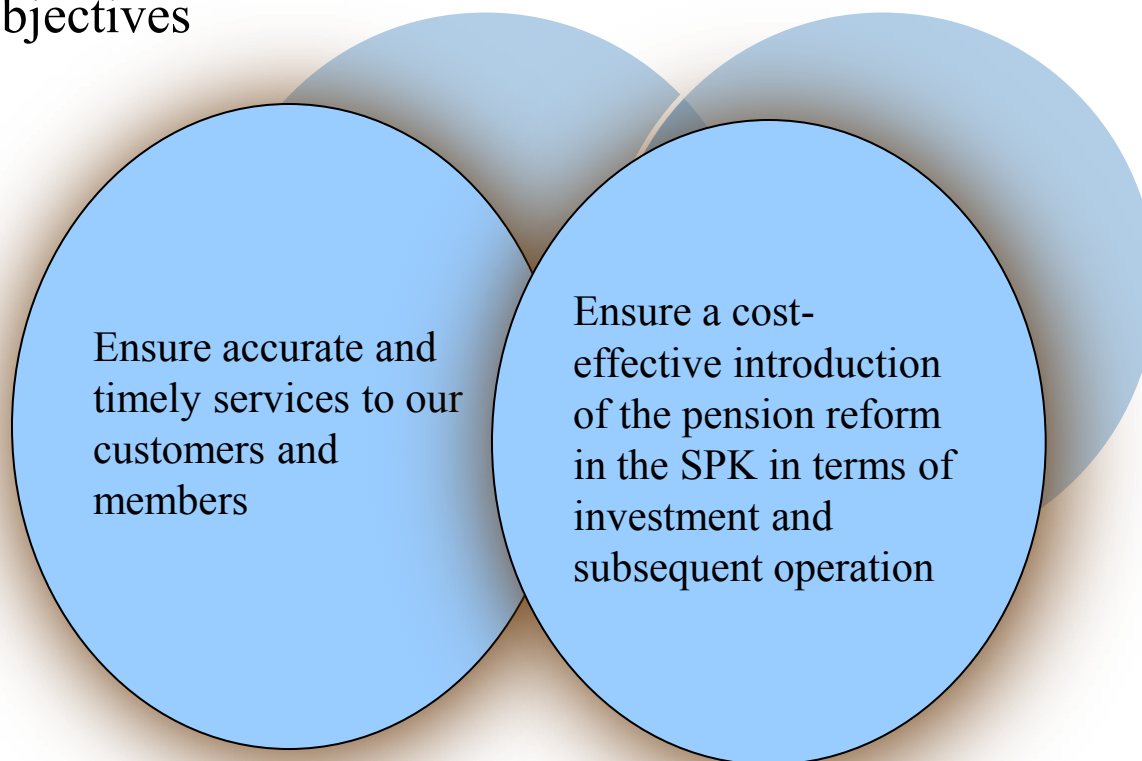 bjectives
Ensure accurate and
timely services to our
customers and
members
Ensure a cost-
effective introduction
of the pension reform
in the SPK in terms of
investment and
subsequent operation